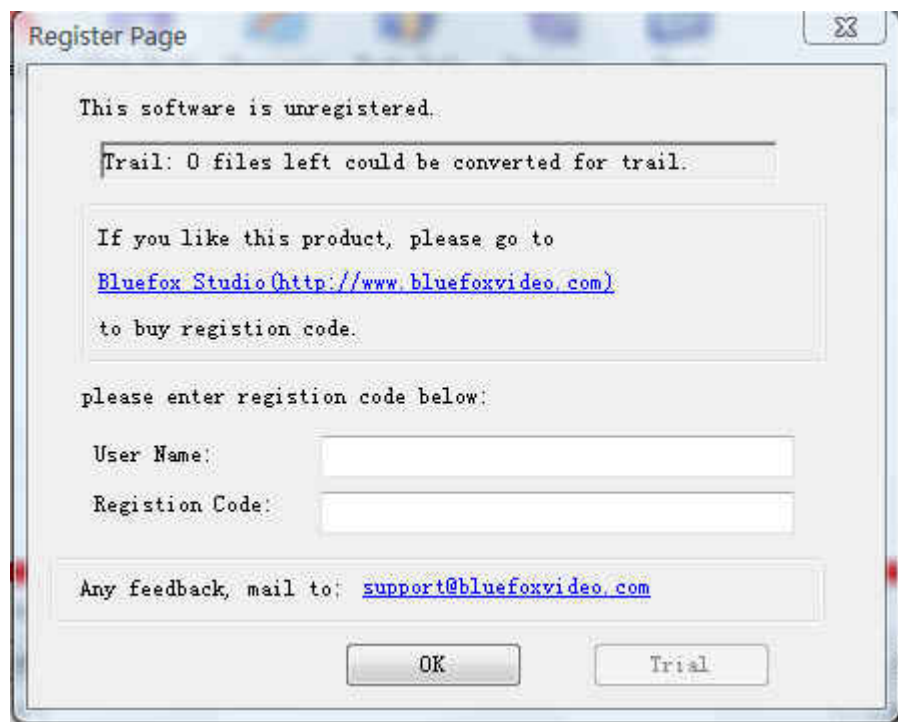 Register Page
This software is unregistered.
Trail: 0 files left could be converted for trail.
If you like this product, please go to
Bluefox Studio(http://www.bluefoxvideo.com)
to buy registion code.
please enter registion code below:
User Name:
Registion Code:
Any feedback, mail to: support@bluefoxvideo.com
OK Trial